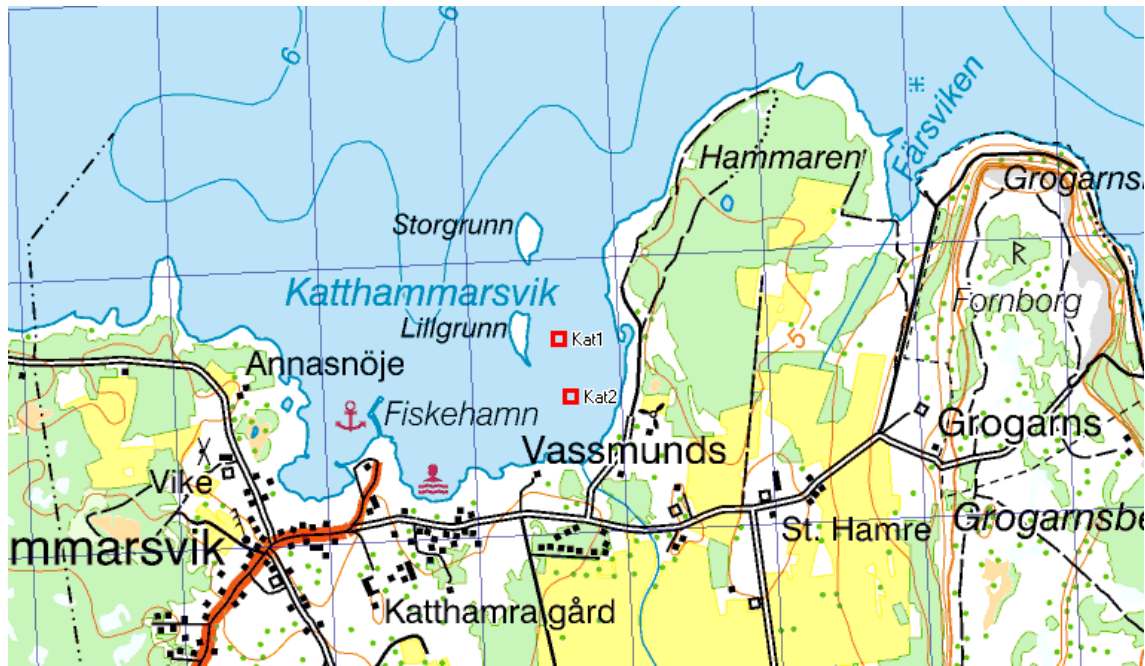 6
6
Färsviken
Hammaren
Grogarns
Storgrunn
Katthammarsvik
5
Fornborg
Lillgrunn
Kat1
Annasnöje
Kat2
Fiskehamn
Grogarns
Vassmunds
Vike
St. Hamre
Grogarnsbe
mmarsvik
Katthamra gård